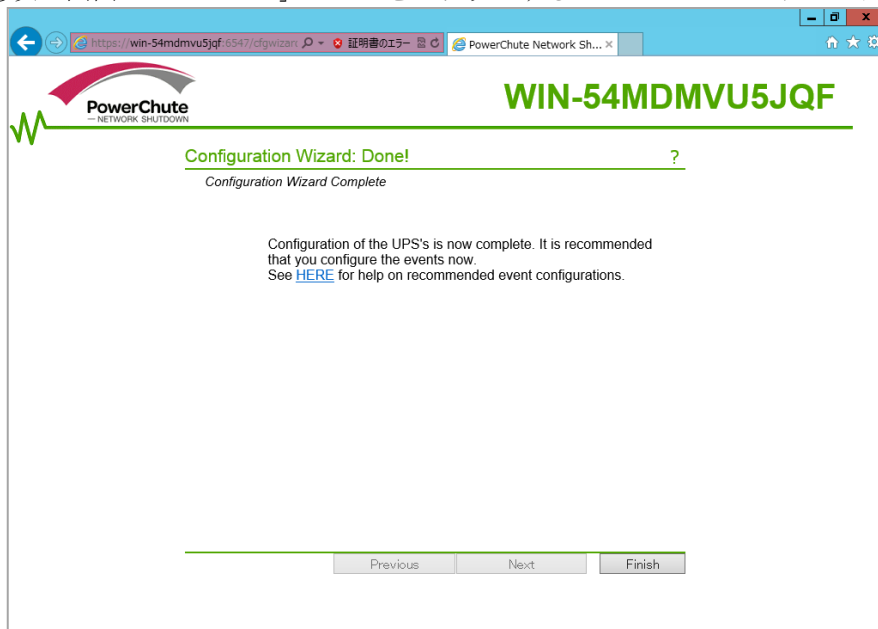 https://win-54mdmvu5jqf:6547/cfgwizar
証明書のエラー
PowerChute Network Sh... ×
PowerChute
NETWORK SHUTDOWN
WIN-54MDMVU5JQF
Configuration Wizard: Done!
?
Configuration Wizard Complete
Configuration of the UPS's is now complete. It is recommended
that you configure the events now.
See HERE for help on recommended event configurations.
Previous
Next
Finish